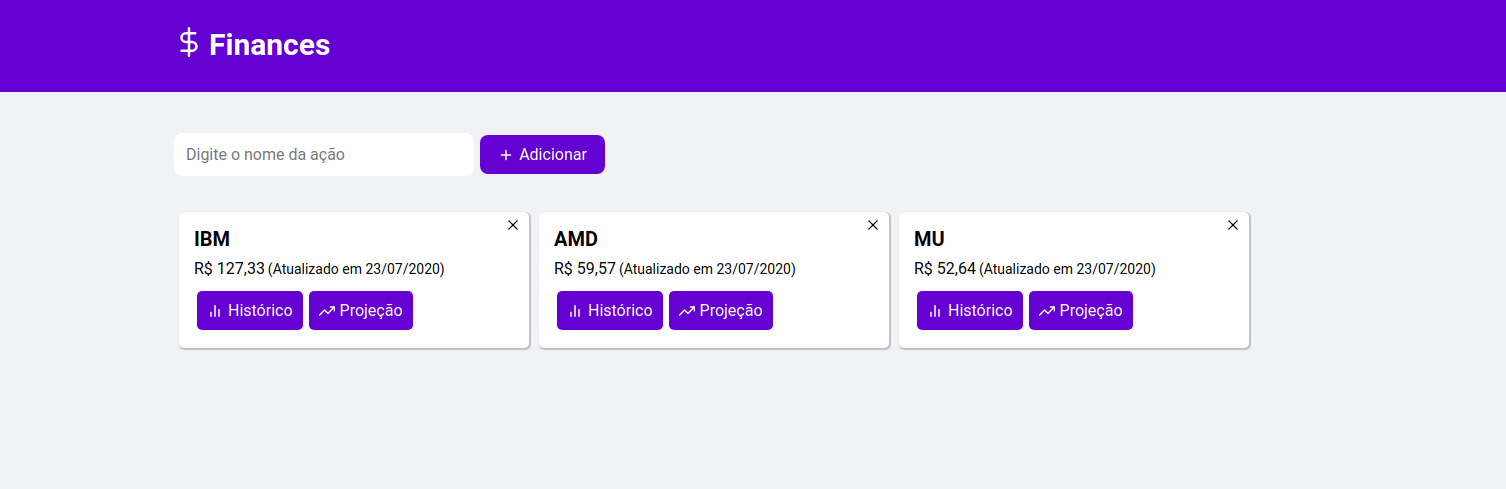 $ Finances
Digite o nome da ação
+ Adicionar
IBM
R$ 127,33 (Atualizado em 23/07/2020)
Histórico Projeção
AMD
R$ 59,57 (Atualizado em 23/07/2020)
Histórico Projeção
MU
R$ 52,64 (Atualizado em 23/07/2020)
Histórico Projeção